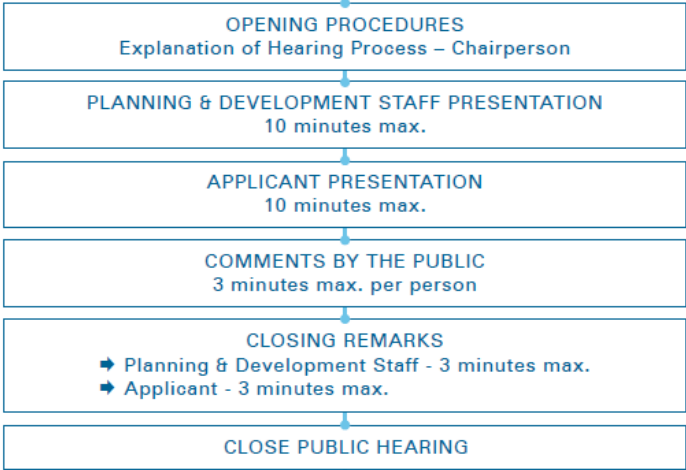 OPENING PROCEDURES
Explanation of Hearing Process – Chairperson
PLANNING & DEVELOPMENT STAFF PRESENTATION
10 minutes max.
APPLICANT PRESENTATION
10 minutes max.
COMMENTS BY THE PUBLIC
3 minutes max. per person
CLOSING REMARKS
➡ Planning & Development Staff - 3 minutes max.
➡ Applicant - 3 minutes max.
CLOSE PUBLIC HEARING